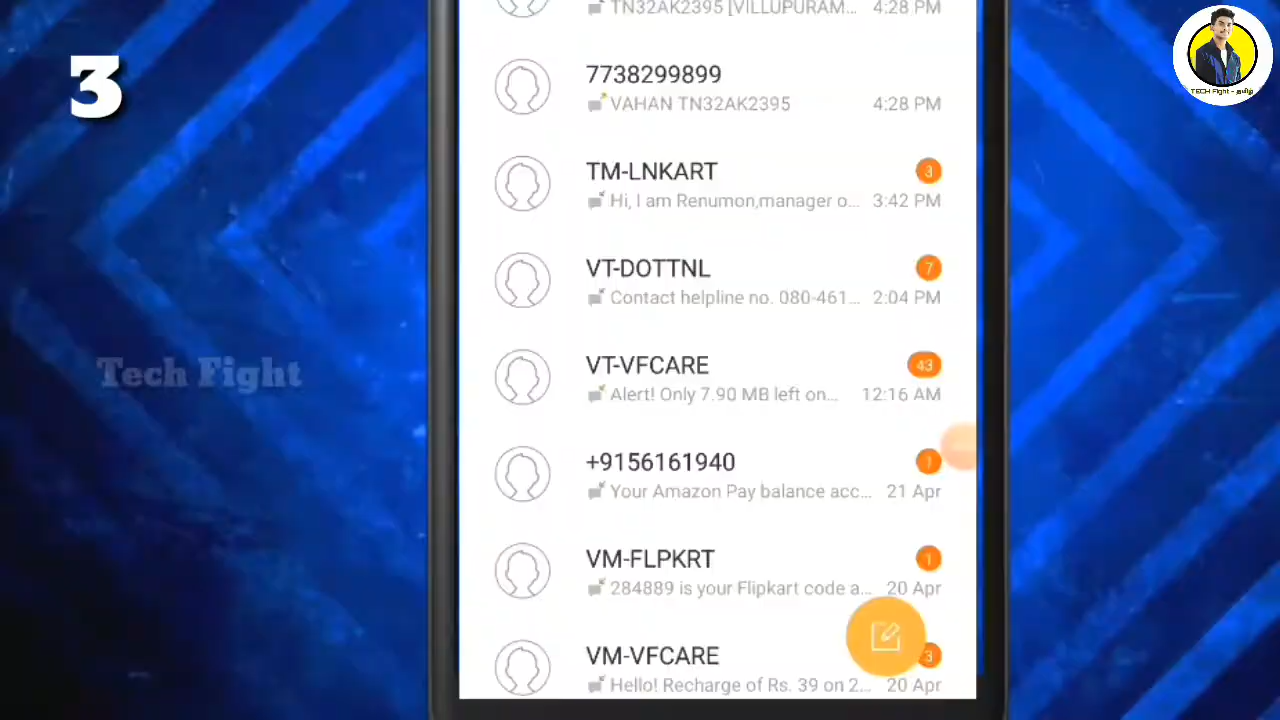 3
TN32AK2395 [VILLUPURAM... 4:28 PM
7738299899
VAHAN TN32AK2395 4:28 PM
TM-LNKART 3
Hi, I am Renumon,manager o... 3:42 PM
VT-DOTTNL 7
Contact helpline no. 080-461... 2:04 PM
VT-VFCARE 43
Alert! Only 7.90 MB left on... 12:16 AM
+9156161940 1
Your Amazon Pay balance acc... 21 Apr
VM-FLPKRT 1
284889 is your Flipkart code a... 20 Apr
VM-VFCARE 3
Hello! Recharge of Rs. 39 on 2... 20 Apr
Tech Fight
TECH Fight - தமிழ்